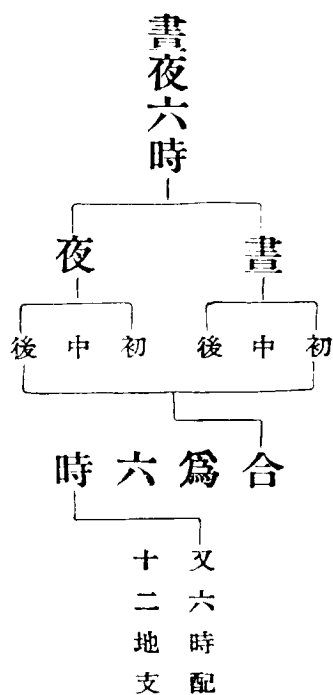 晝夜六時
晝
夜
初
中
後
初
中
後
合爲六時
又六時配
十二地支